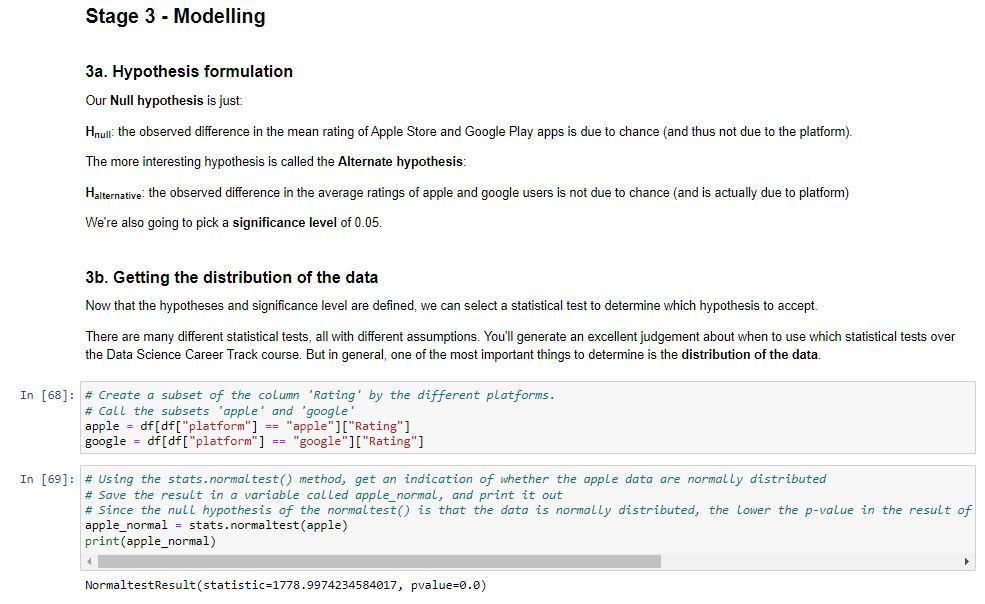 Stage 3 - Modelling
3a. Hypothesis formulation
Our Null hypothesis is just:
Hnull: the observed difference in the mean rating of Apple Store and Google Play apps is due to chance (and thus not due to the platform).
The more interesting hypothesis is called the Alternate hypothesis:
Halternative: the observed difference in the average ratings of apple and google users is not due to chance (and is actually due to platform)
We're also going to pick a significance level of 0.05.
3b. Getting the distribution of the data
Now that the hypotheses and significance level are defined, we can select a statistical test to determine which hypothesis to accept.
There are many different statistical tests, all with different assumptions. You'll generate an excellent judgement about when to use which statistical tests over
the Data Science Career Track course. But in general, one of the most important things to determine is the distribution of the data.
In [68]: # Create a subset of the column 'Rating' by the different platforms.
# Call the subsets 'apple' and 'google'
apple = df[df["platform"] == "apple"]["Rating"]
google = df[df["platform"] == "google"]["Rating"]
In [69]: # Using the stats.normaltest() method, get an indication of whether the apple data are normally distributed
# Save the result in a variable called apple_normal, and print it out
# Since the null hypothesis of the normaltest() is that the data is normally distributed, the lower the p-value in the result of
apple_normal = stats.normaltest(apple)
print(apple_normal)
NormaltestResult(statistic=1778.9974234584017, pvalue=0.0)